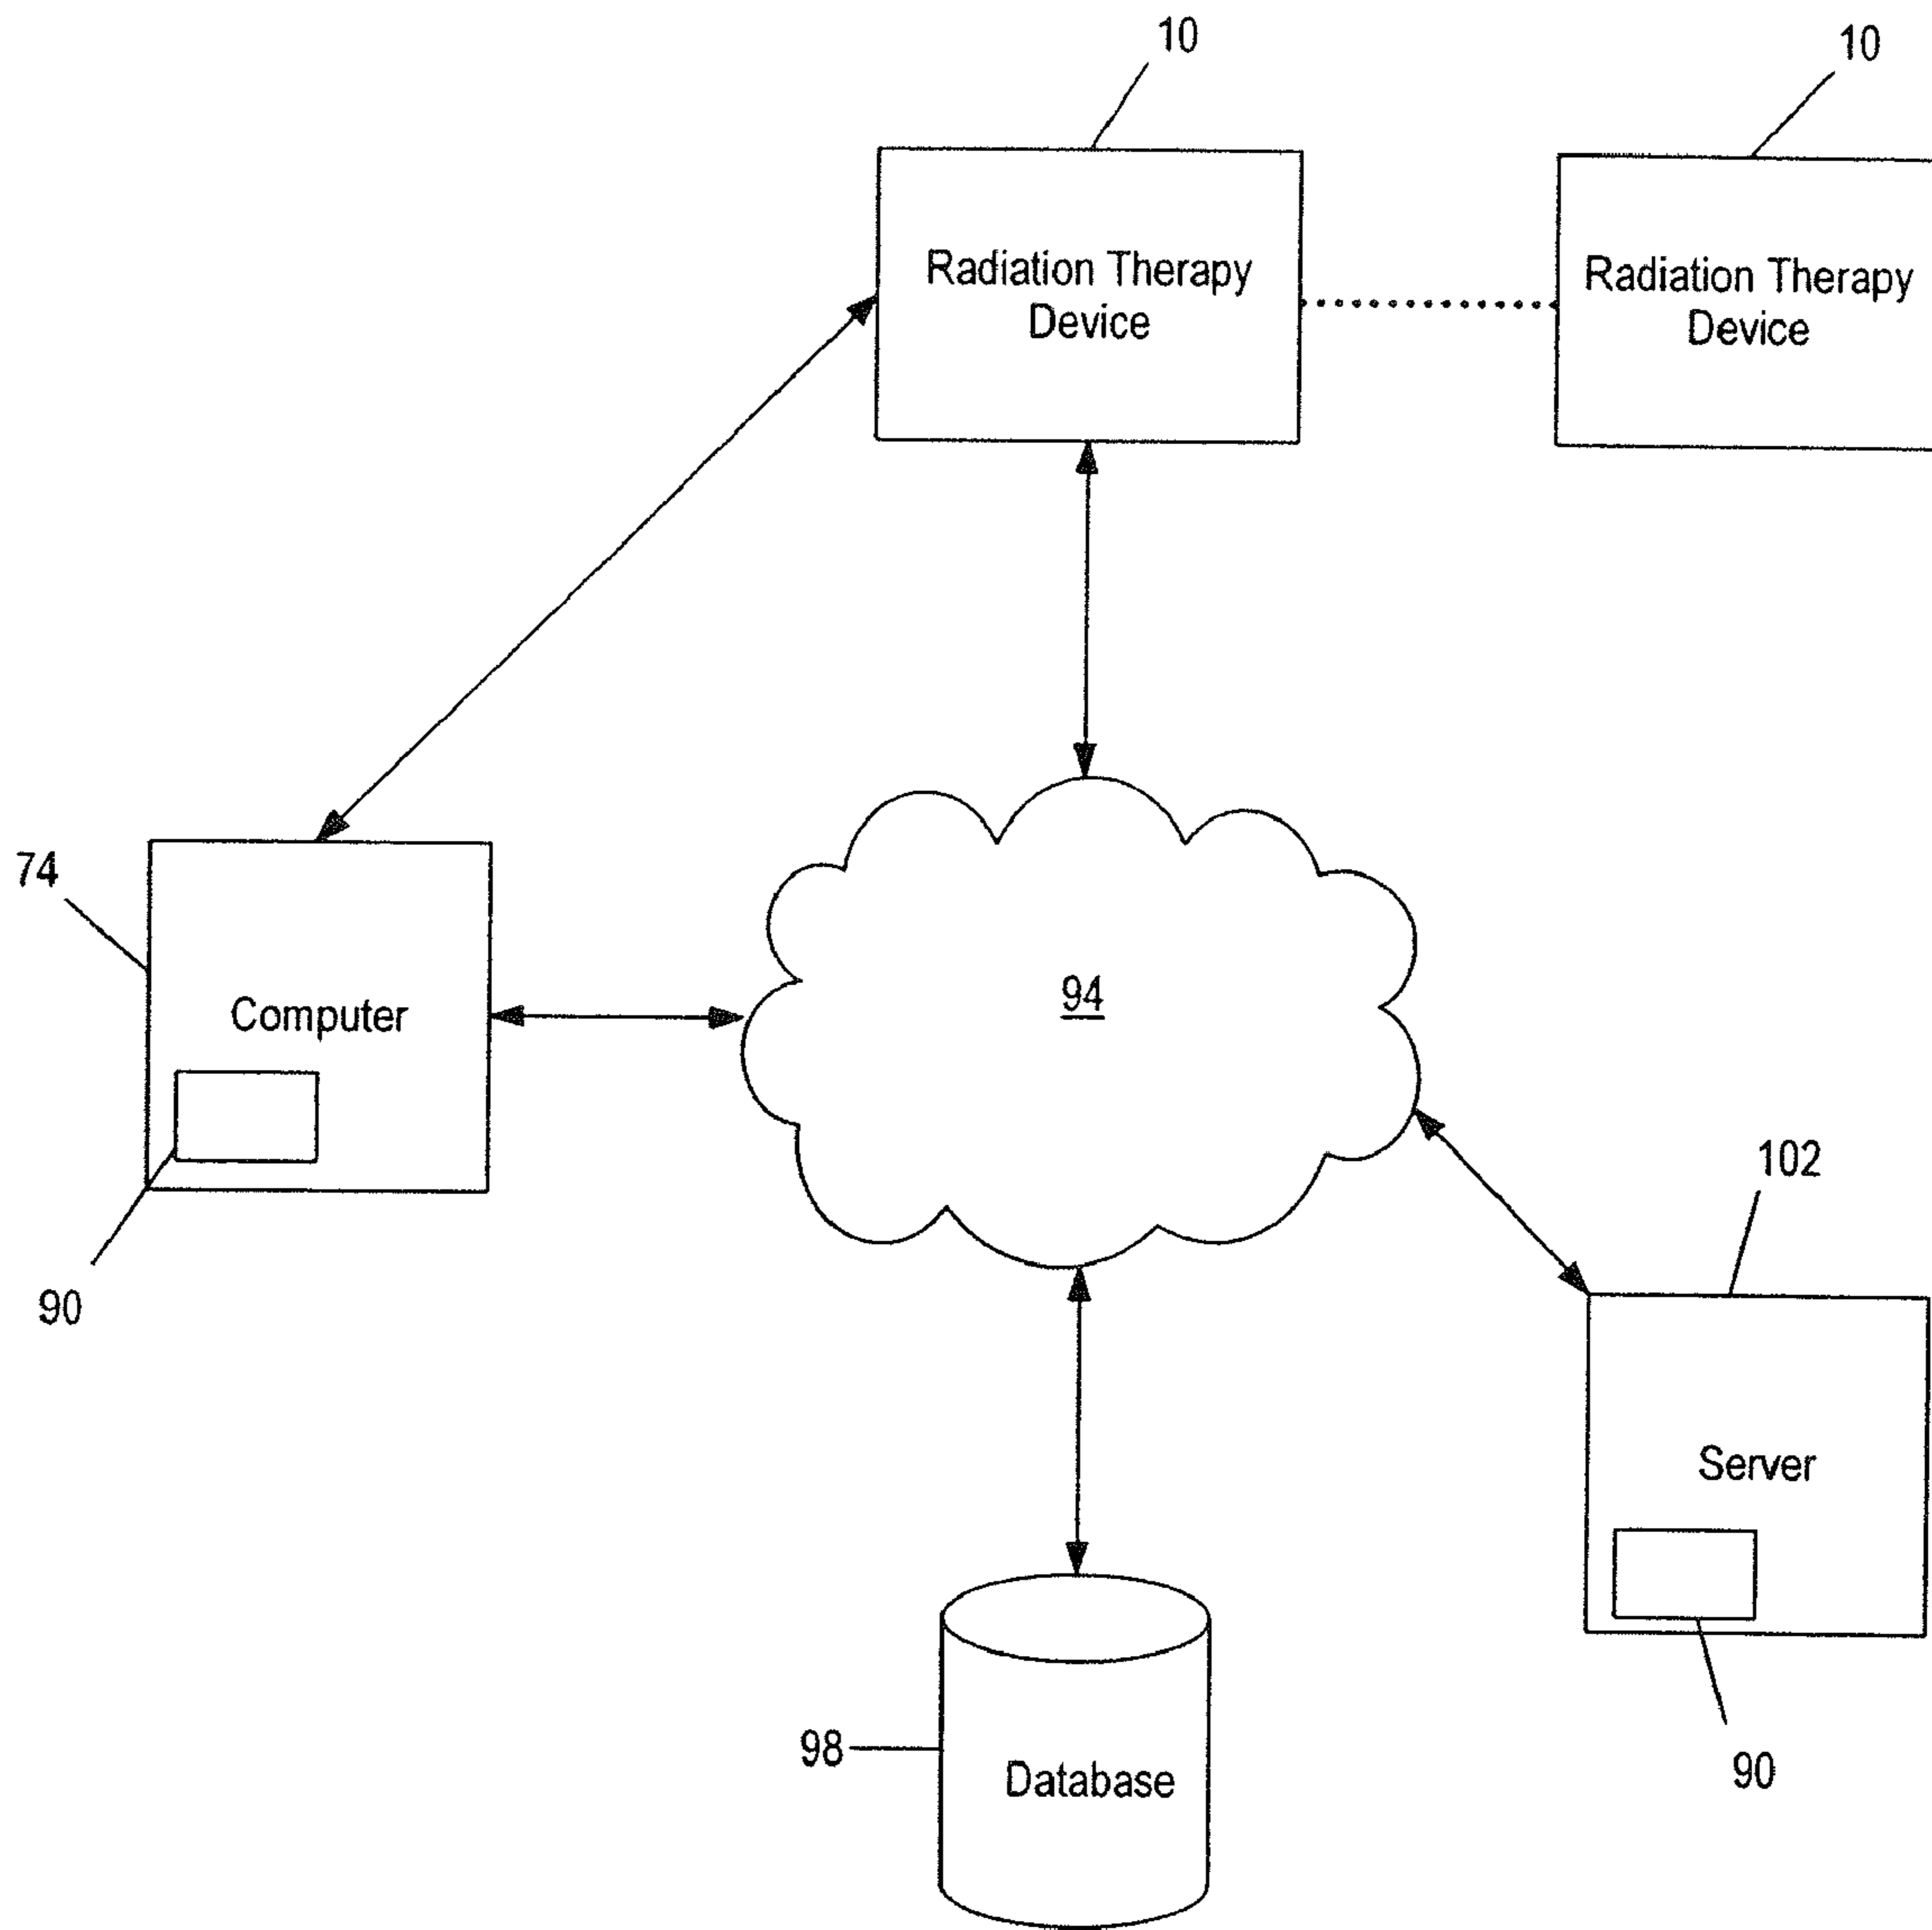 10
10
Radiation Therapy
Device
Radiation Therapy
Device
74
Computer
94
90
102
Server
98
Database
90